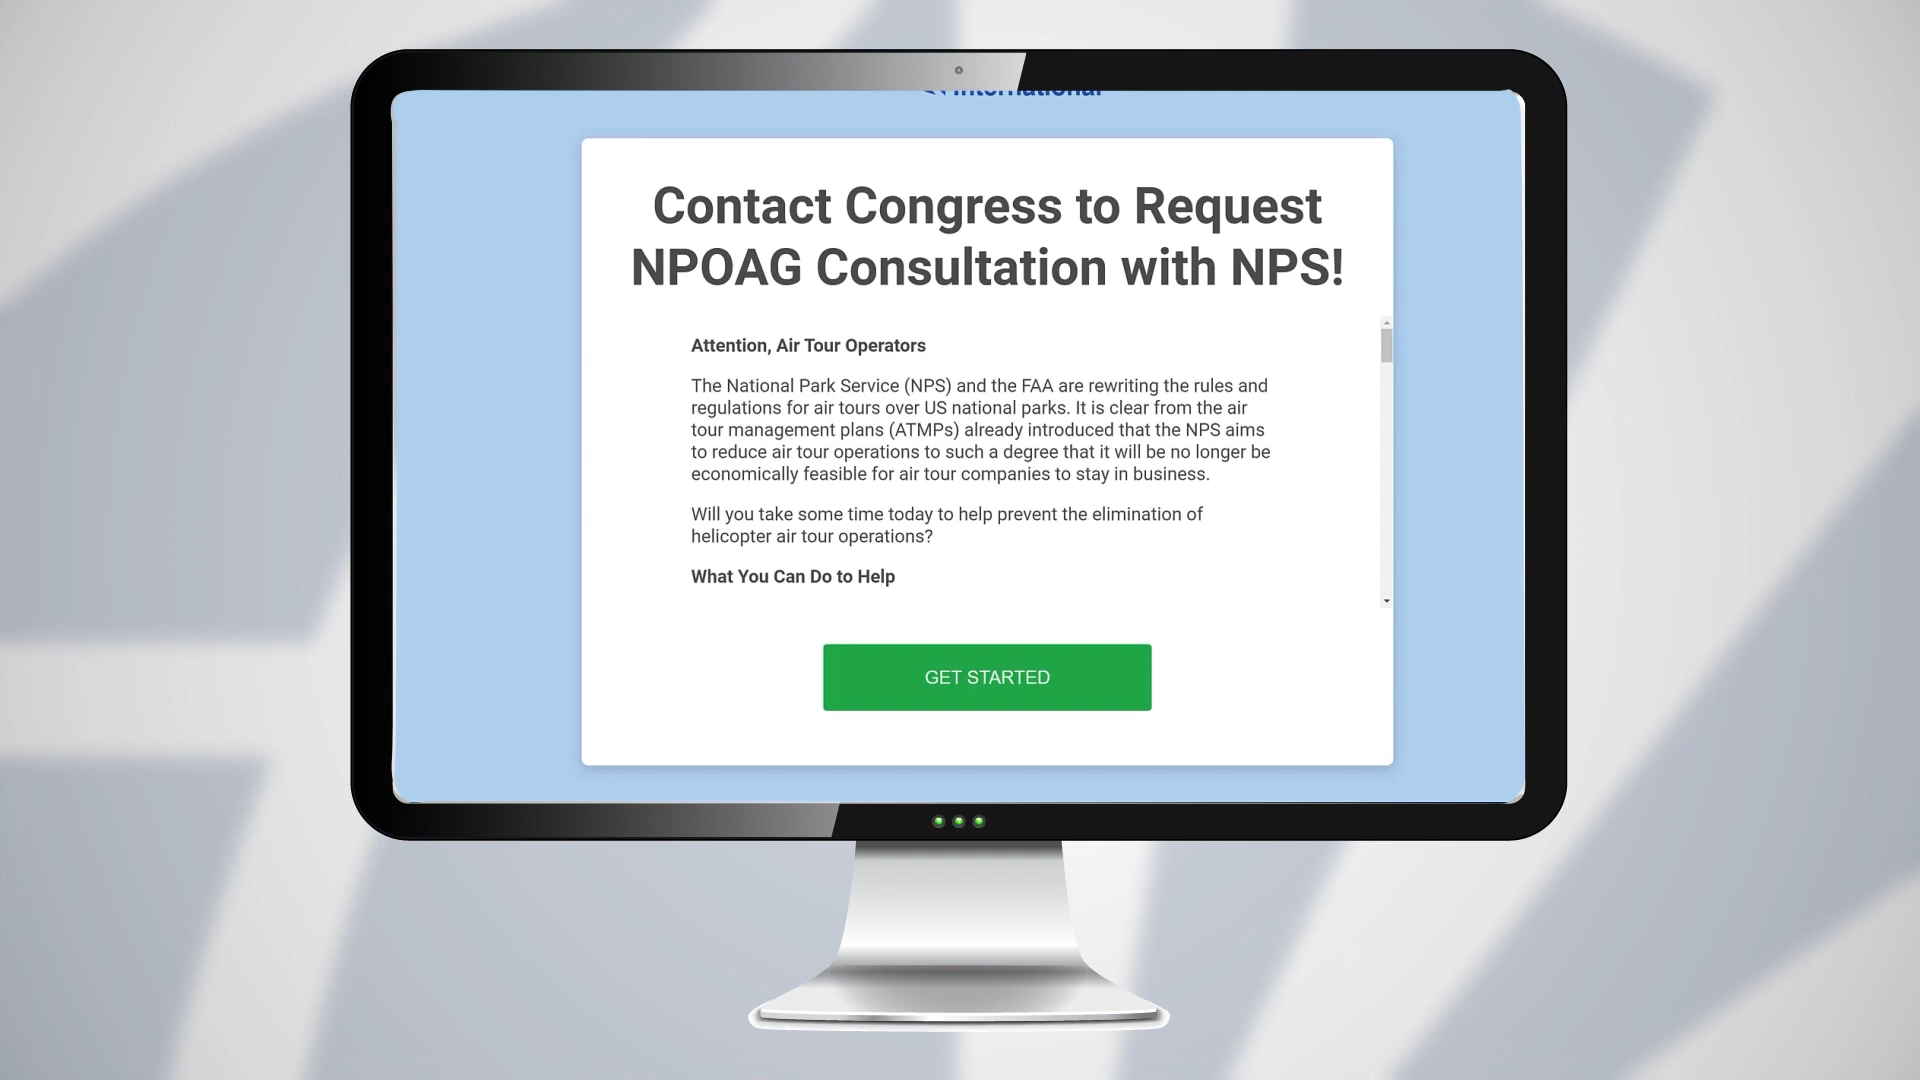 International
Contact Congress to Request
NPOAG Consultation with NPS!
Attention, Air Tour Operators
The National Park Service (NPS) and the FAA are rewriting the rules and
regulations for air tours over US national parks. It is clear from the air
tour management plans (ATMPs) already introduced that the NPS aims
to reduce air tour operations to such a degree that it will be no longer be
economically feasible for air tour companies to stay in business.
Will you take some time today to help prevent the elimination of
helicopter air tour operations?
What You Can Do to Help
GET STARTED